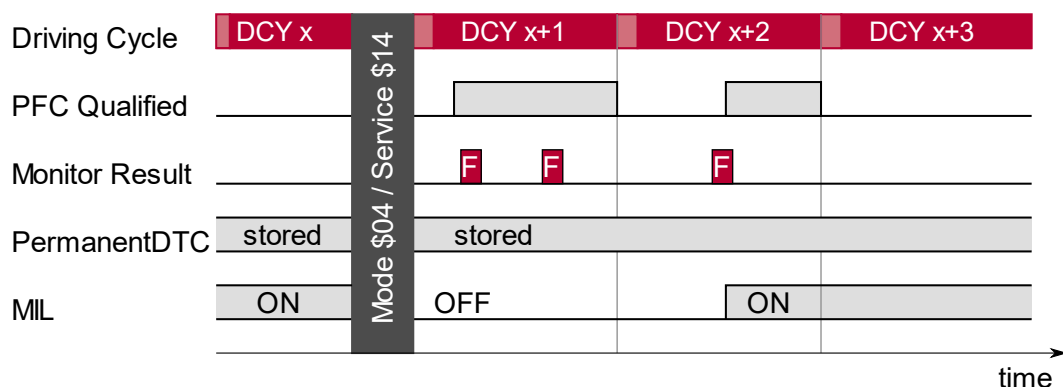 Driving Cycle DCY x DCY x+1 DCY x+2 DCY x+3
Mode $04 / Service $14
PFC Qualified
Monitor Result F F F
PermanentDTC stored stored
MIL ON OFF ON
time